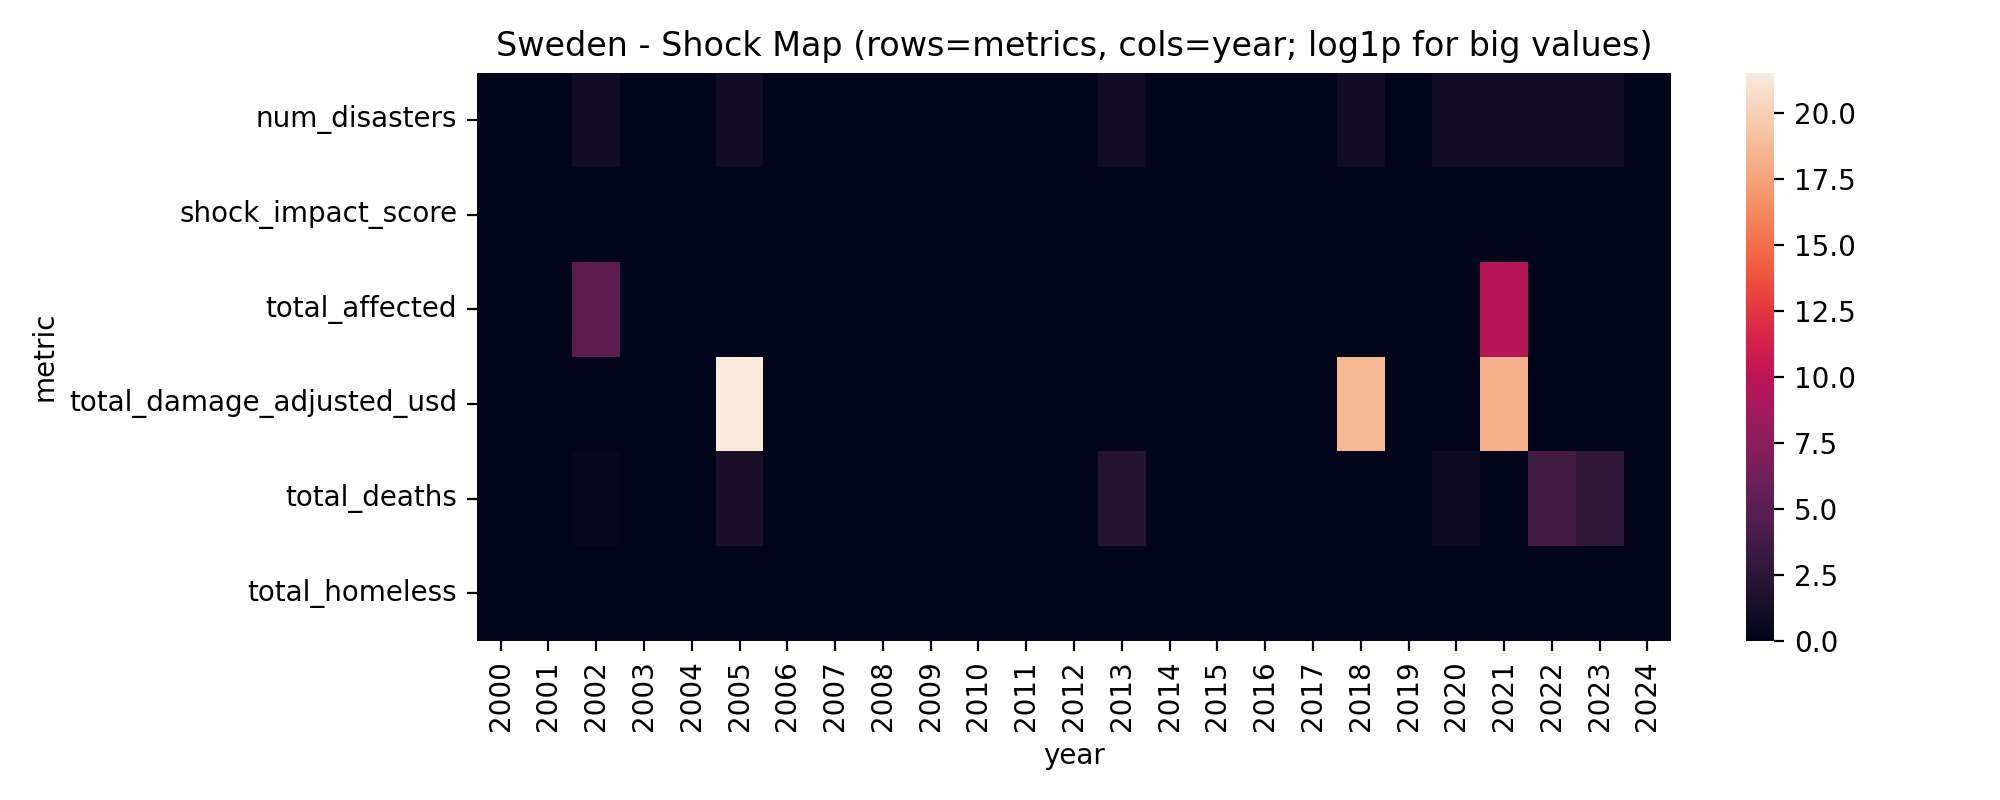 Sweden - Shock Map (rows=metrics, cols=year; log1p for big values)
num_disasters
shock_impact_score
total_affected
total_damage_adjusted_usd
total_deaths
total_homeless
metric
2000 2001 2002 2003 2004 2005 2006 2007 2008 2009 2010 2011 2012 2013 2014 2015 2016 2017 2018 2019 2020 2021 2022 2023 2024
year
20.0
17.5
15.0
12.5
10.0
7.5
5.0
2.5
0.0